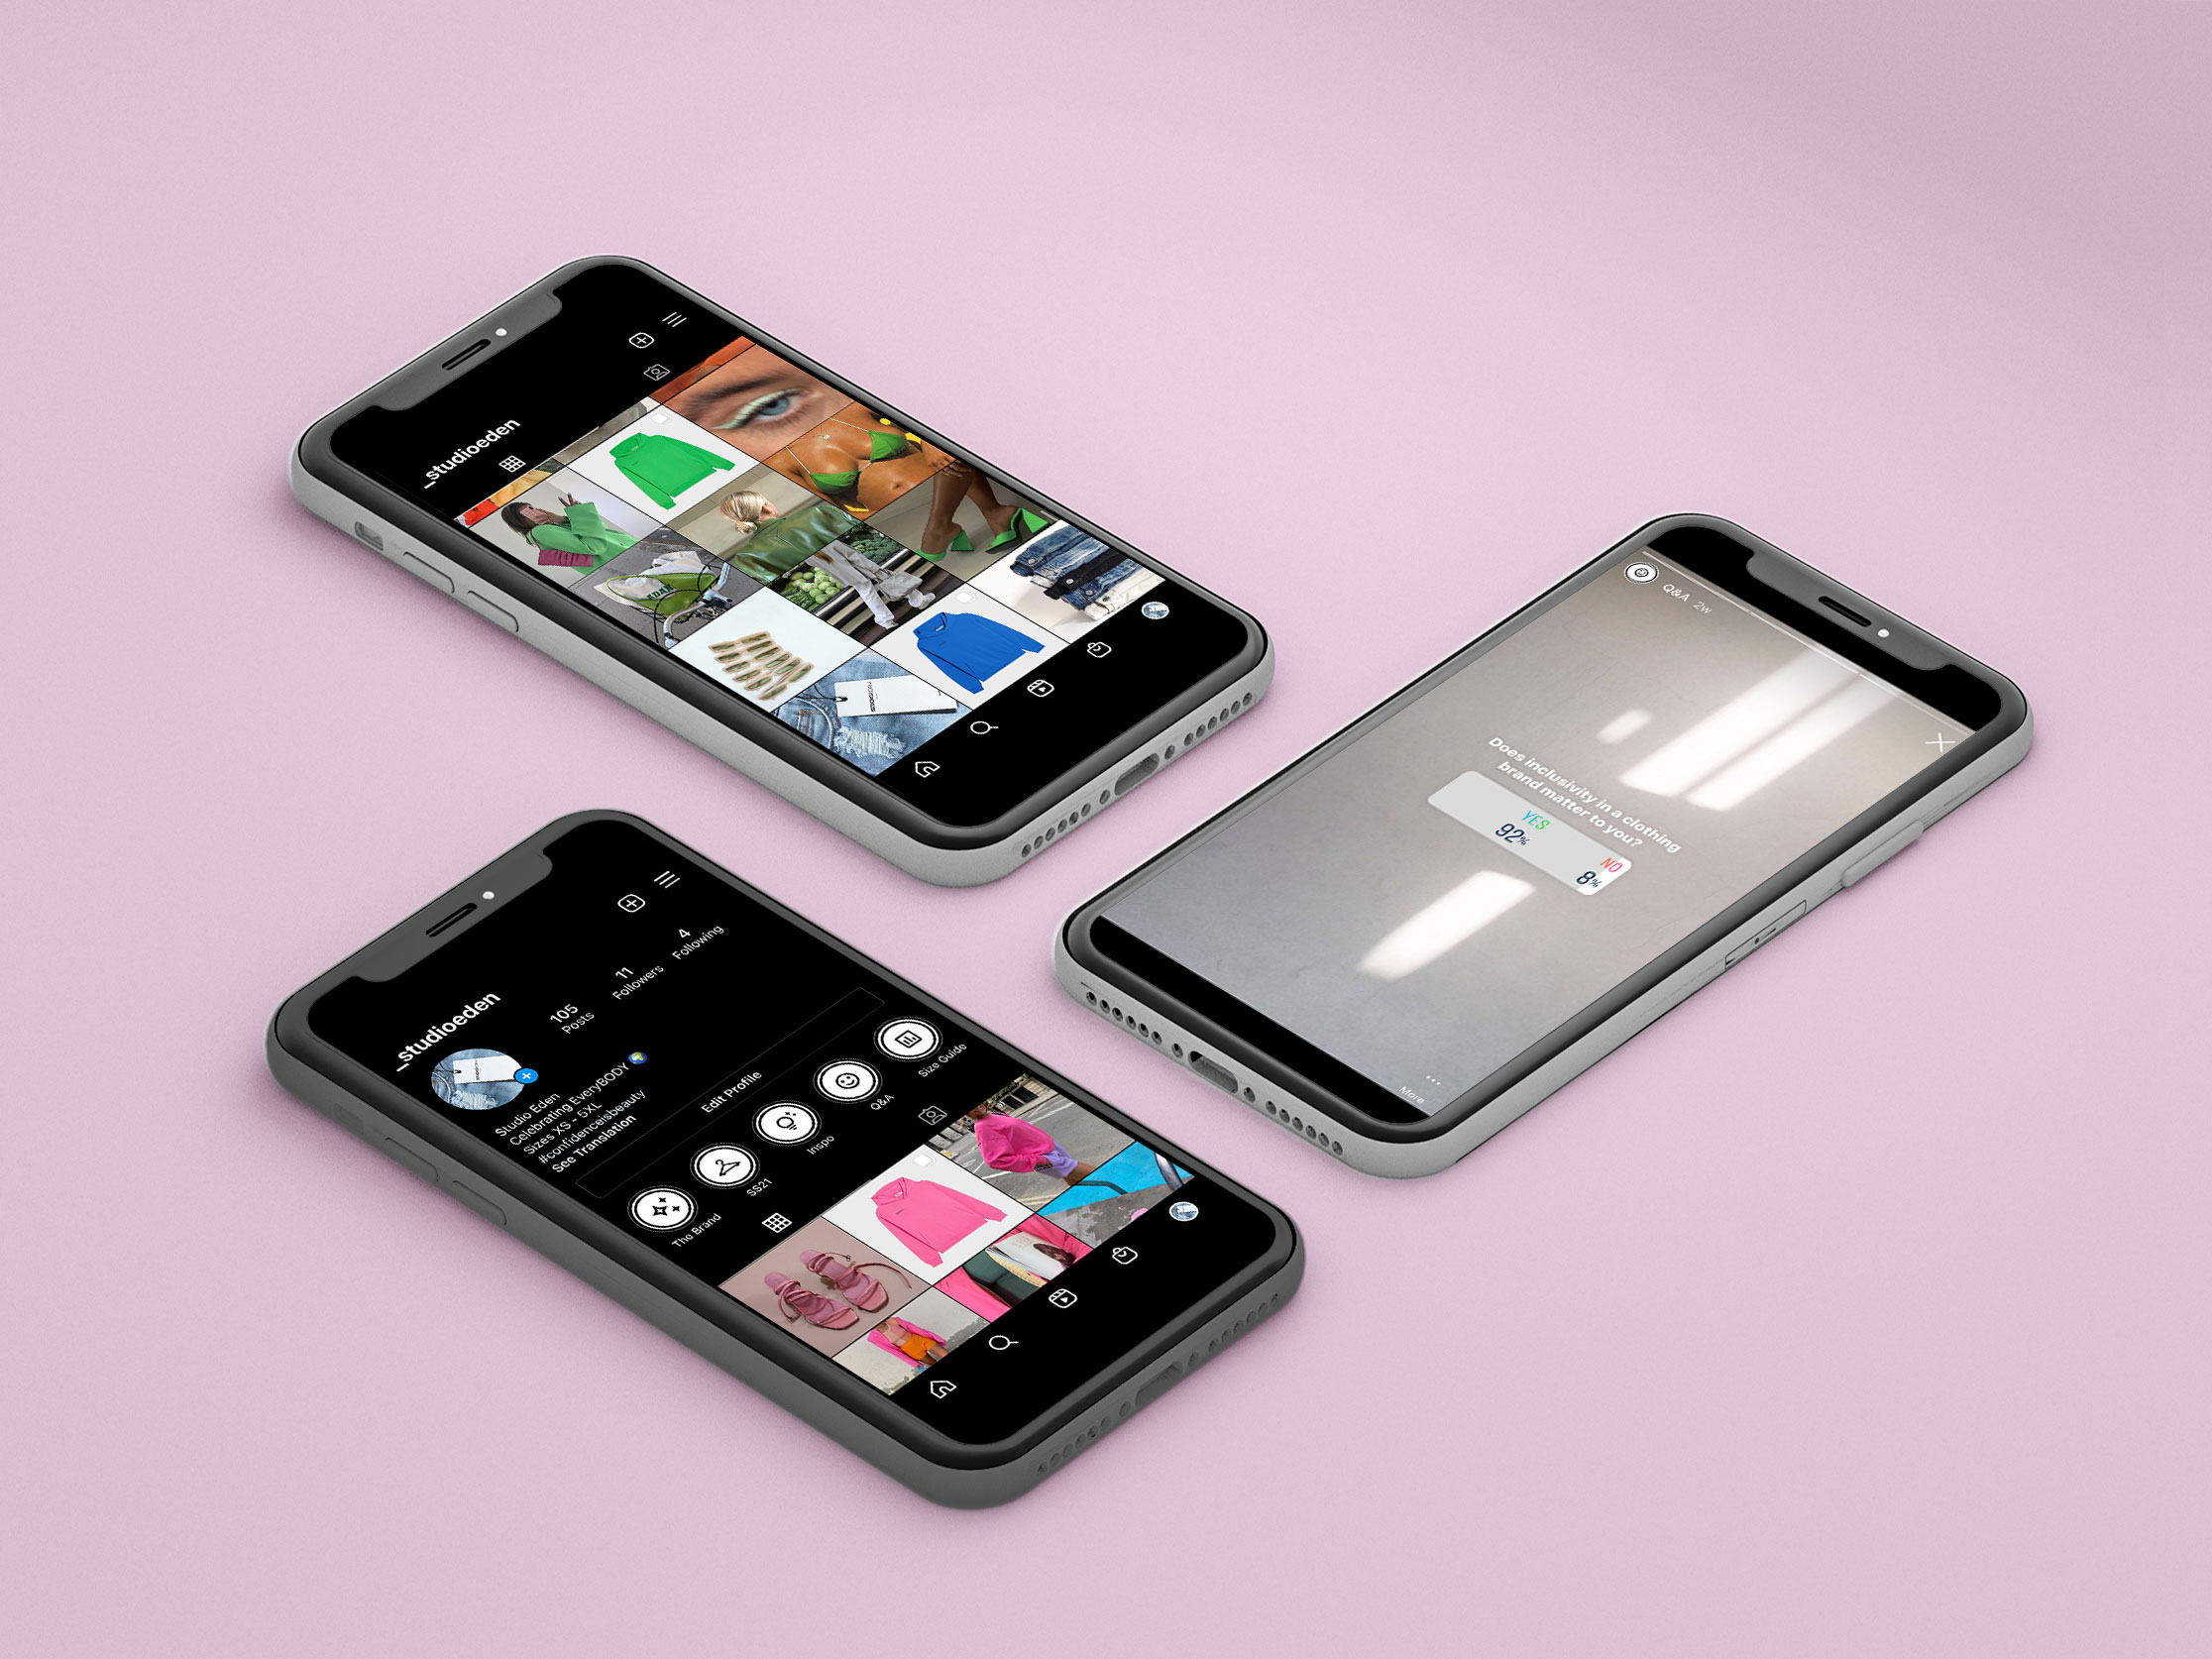 _studioeden
_studioeden
105
Posts
11
Followers
4
Following
Studio Eden
Celebrating EveryBODY 🌍
Sizes XS - 5XL
#confidenceisbeauty
See Translation
Edit Profile
The Brand
SS21
Inspo
Q&A
Size Guide
Q&A 2w
Does inclusivity in a clothing
brand matter to you?
YES
92%
NO
8%
More